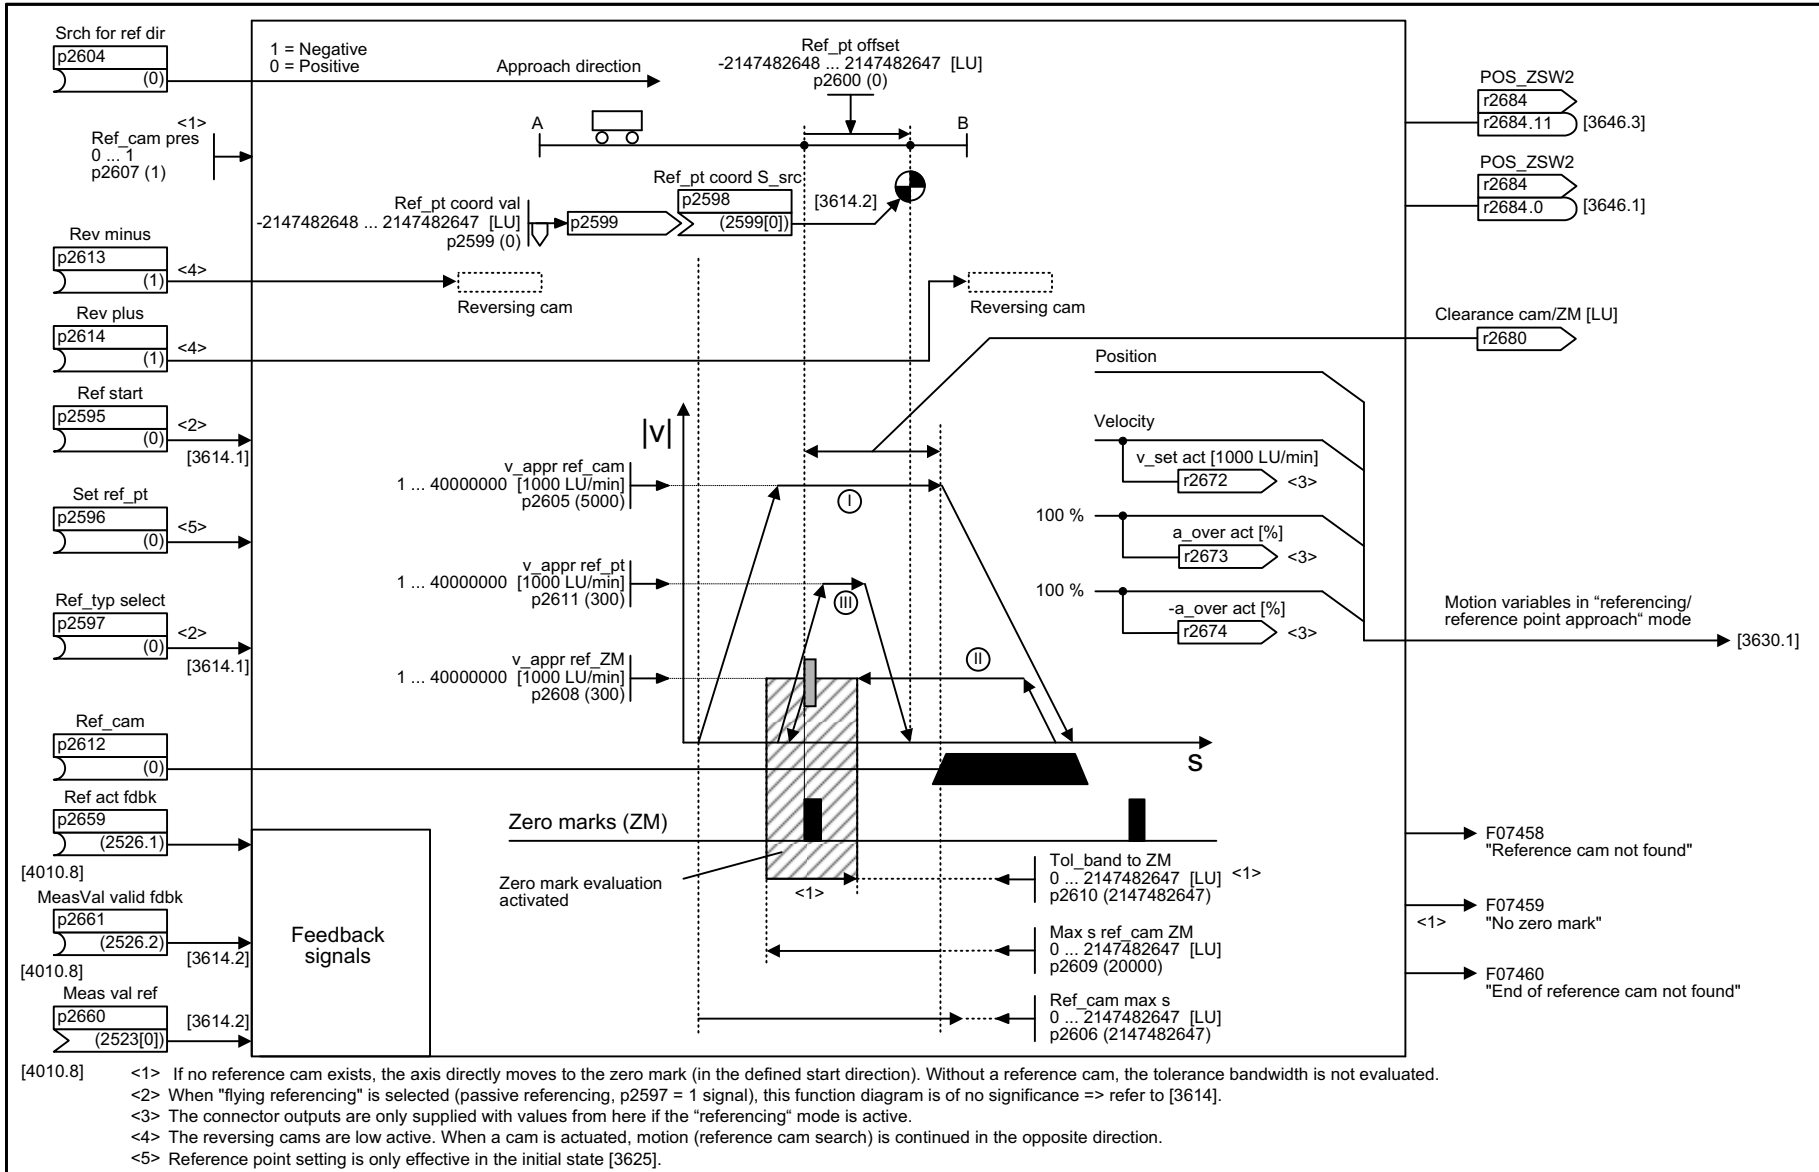 Srch for ref dir
p2604
(0)
1 = Negative
0 = Positive
Approach direction
Ref_pt offset
-2147482648 ... 2147482647 [LU]
p2600 (0)
POS_ZSW2
r2684
r2684.11
[3646.3]
<1>
Ref_cam pres
0 ... 1
p2607 (1)
A
B
POS_ZSW2
r2684
r2684.0
[3646.1]
Ref_pt coord S_src
p2598
(2599[0])
[3614.2]
Ref_pt coord val
-2147482648 ... 2147482647 [LU]
p2599 (0)
p2599
Rev minus
p2613
(1)
<4>
Reversing cam
Reversing cam
Rev plus
p2614
(1)
<4>
Clearance cam/ZM [LU]
r2680
Position
Ref start
p2595
(0)
<2>
[3614.1]
|v|
Velocity
v_set act [1000 LU/min]
r2672
<3>
v_appr ref_cam
1 ... 40000000 [1000 LU/min]
p2605 (5000)
I
Set ref_pt
p2596
(0)
<5>
100 %
a_over act [%]
r2673
<3>
v_appr ref_pt
1 ... 40000000 [1000 LU/min]
p2611 (300)
III
100 %
-a_over act [%]
r2674
<3>
Ref_typ select
p2597
(0)
<2>
[3614.1]
Motion variables in “referencing/
reference point approach“ mode
[3630.1]
v_appr ref_ZM
1 ... 40000000 [1000 LU/min]
p2608 (300)
II
Ref_cam
p2612
(0)
s
Ref act fdbk
p2659
(2526.1)
[4010.8]
Zero marks (ZM)
Zero mark evaluation
activated
<1>
Tol_band to ZM
0 ... 2147482647 [LU]
p2610 (2147482647)
<1>
F07458
"Reference cam not found"
MeasVal valid fdbk
p2661
(2526.2)
[3614.2]
[4010.8]
Feedback
signals
Max s ref_cam ZM
0 ... 2147482647 [LU]
p2609 (20000)
<1>
F07459
"No zero mark"
Meas val ref
p2660
(2523[0])
[3614.2]
[4010.8]
Ref_cam max s
0 ... 2147482647 [LU]
p2606 (2147482647)
F07460
"End of reference cam not found"
<1> If no reference cam exists, the axis directly moves to the zero mark (in the defined start direction). Without a reference cam, the tolerance bandwidth is not evaluated.
<2> When "flying referencing" is selected (passive referencing, p2597 = 1 signal), this function diagram is of no significance => refer to [3614].
<3> The connector outputs are only supplied with values from here if the “referencing“ mode is active.
<4> The reversing cams are low active. When a cam is actuated, motion (reference cam search) is continued in the opposite direction.
<5> Reference point setting is only effective in the initial state [3625].